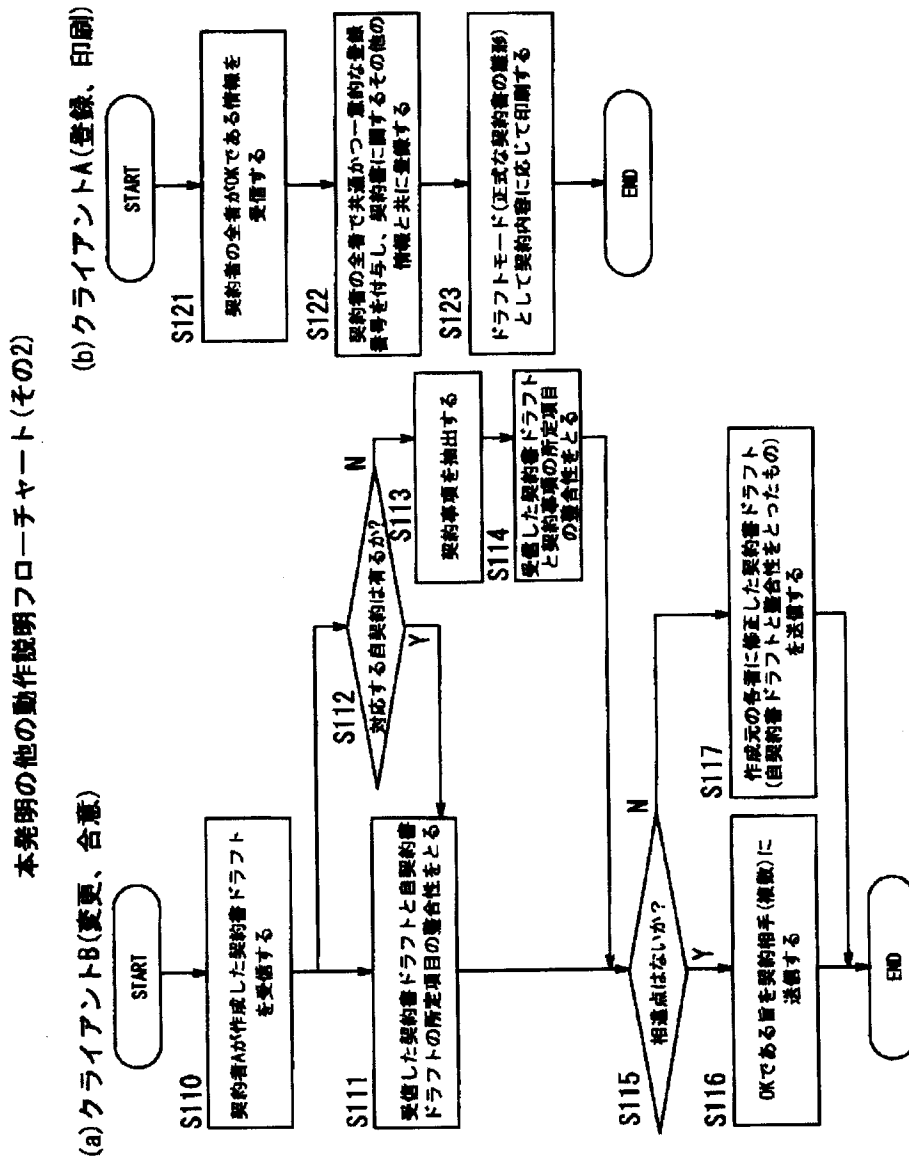 本発明の他の動作説明フローチャート(その2)
(a)クライアントB(変更、合意)
START
S110
契約者Aが作成した契約書ドラフト
を受信する
S112
対応する自契約は有るか?
N
Y
S113
契約事項を抽出する
S114
受信した契約書ドラフト
と契約事項の所定項目
の整合性をとる
S111
受信した契約書ドラフトと自契約書
ドラフトの所定項目の整合性をとる
S115
相違点はないか?
N
Y
S116
OKである旨を契約相手(複数)に
送信する
S117
作成元の各者に修正した契約書ドラフト
(自契約書ドラフトと整合性をとったもの)
を送信する
END
(b)クライアントA(登録、印刷)
START
S121
契約者の全者がOKである情報を
受信する
S122
契約者の全者で共通かつ一意的な登録
番号を付与し、契約書に関するその他の
情報と共に登録する
S123
ドラフトモード(正式な契約書の雛形)
として契約内容に応じて印刷する
END